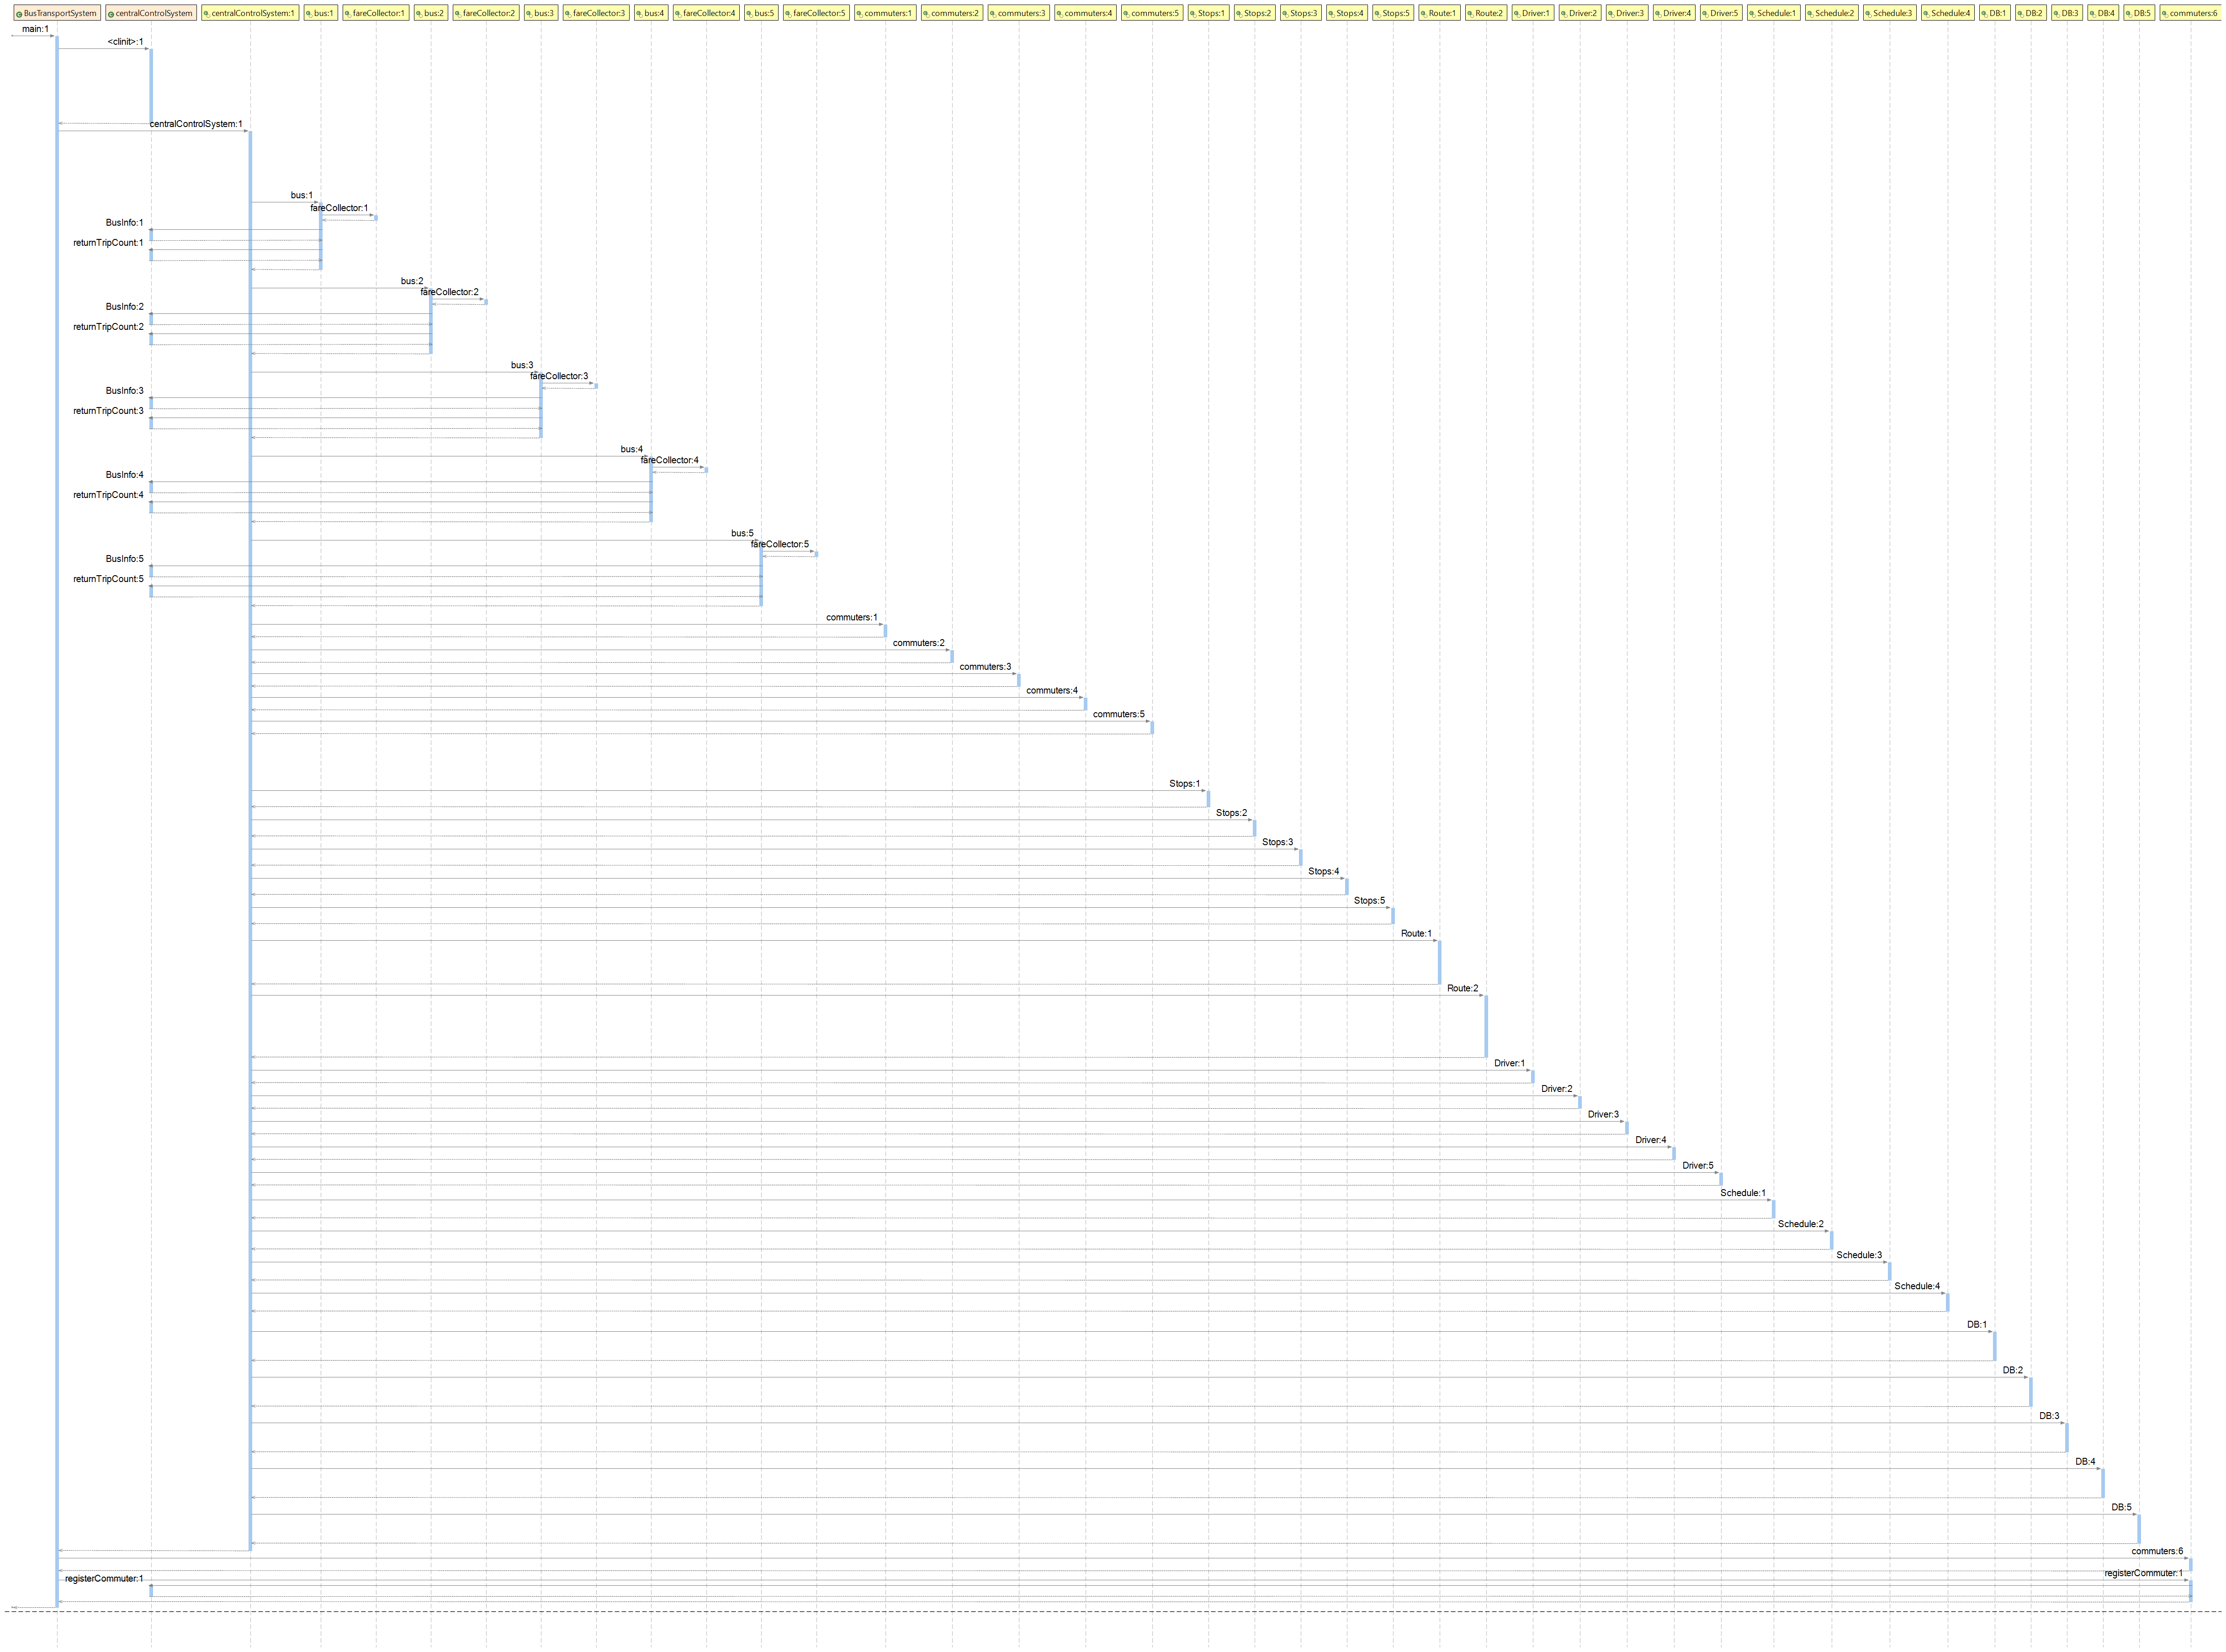 BusTransportSystem centralControlSystem centralControlSystem:1 bus:1 fareCollector:1 bus:2 fareCollector:2 bus:3 fareCollector:3 bus:4 fareCollector:4 bus:5 fareCollector:5 commuters:1 commuters:2 commuters:3 commuters:4 commuters:5 Stops:1 Stops:2 Stops:3 Stops:4 Stops:5 Route:1 Route:2 Driver:1 Driver:2 Driver:3 Driver:4 Driver:5 Schedule:1 Schedule:2 Schedule:3 Schedule:4 DB:1 DB:2 DB:3 DB:4 DB:5 commuters:6
main:1
<clinit>:1
centralControlSystem:1
bus:1
fareCollector:1
BusInfo:1
returnTripCount:1
bus:2
fareCollector:2
BusInfo:2
returnTripCount:2
bus:3
fareCollector:3
BusInfo:3
returnTripCount:3
bus:4
fareCollector:4
BusInfo:4
returnTripCount:4
bus:5
fareCollector:5
BusInfo:5
returnTripCount:5
commuters:1
commuters:2
commuters:3
commuters:4
commuters:5
Stops:1
Stops:2
Stops:3
Stops:4
Stops:5
Route:1
Route:2
Driver:1
Driver:2
Driver:3
Driver:4
Driver:5
Schedule:1
Schedule:2
Schedule:3
Schedule:4
DB:1
DB:2
DB:3
DB:4
DB:5
commuters:6
registerCommuter:1
registerCommuter:1